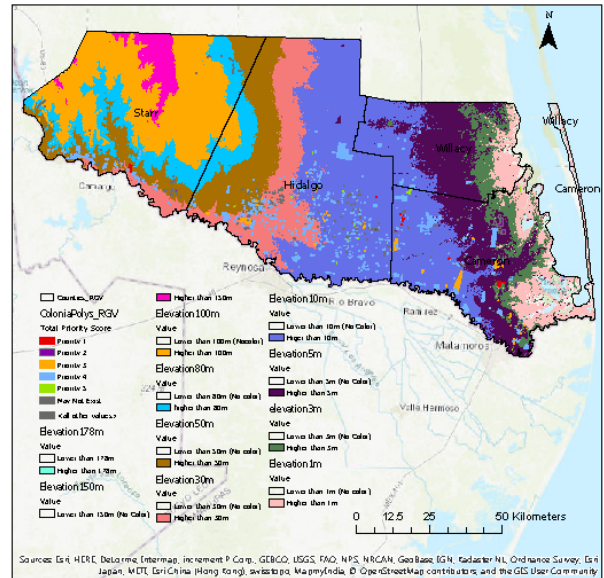 N
Starr
Willacy
Willacy
Cameron
Hidalgo
Cameron
Camargo
Reynosa
Rio Bravo
Ramirez
Matamoros
Valle Hermoso
Counties_RGV
ColoniaPolys_RGV
Total Priority Score
Priority 1
Priority 2
Priority 5
Priority 4
Priority 3
May Not Exist
<all other values>
Elevation178m
Value
Lower than 178m
Higher than 178m
Elevation150m
Value
Lower than 130m (No Color)
Higher than 130m
Elevation100m
Value
Lower than 100m (Nocolor)
Higher than 100m
Elevation80m
Value
Lower than 80m (No Color)
Higher than 80m
Elevation50m
Value
Lower than 50m (No color)
Higher than 50m
Elevation30m
Value
Lower than 30m (No color)
Higher than 30m
Elevation10m
Value
Lower than 10m (No Color)
Higer than 10m
Elevation5m
Value
Lower than 5m (No Color)
Higher than 5m
elevation3m
Value
Lower than 3m (No Color)
Higher than 3m
Elevation1m
Value
Lower than 1m (No Color)
Higher than 1m
0 12.5 25 50 Kilometers
Sources: Esri, HERE, DeLorme, Intermap, increment P Corp., GEBCO, USGS, FAO, NPS, NRCAN, GeoBase, IGN, Kadaster NL, Ordnance Survey, Esri
Japan, METI, Esri China (Hong Kong), swisstopo, MapmyIndia, © OpenStreetMap contributors, and the GIS User Community